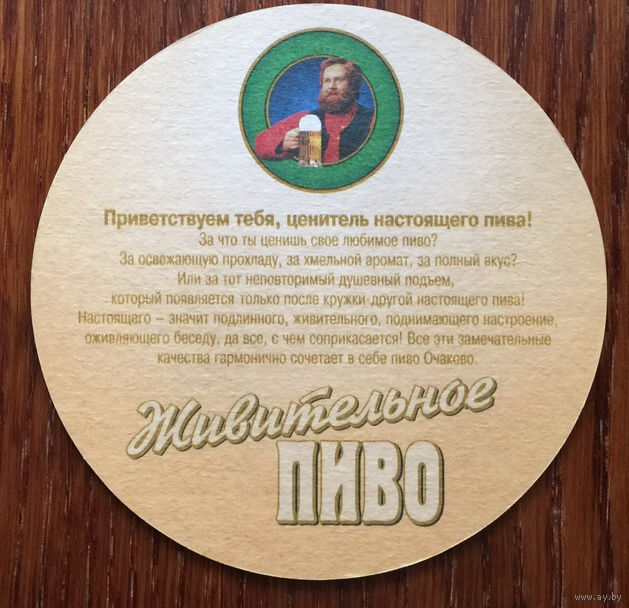 Приветствуем тебя, ценитель настоящего пива!
За что ты ценишь свое любимое пиво?
За освежающую прохладу, за хмельной аромат, за полный вкус?
Или за тот неповторимый душевный подъем,
который появляется только после кружки-другой настоящего пива!
Настоящего – значит подлинного, живительного, поднимающего настроение,
оживляющего беседу, да все, с чем соприкасается! Все эти замечательные
качества гармонично сочетает в себе пиво Очаково.
Живительное
ПИВО
www.ay.by